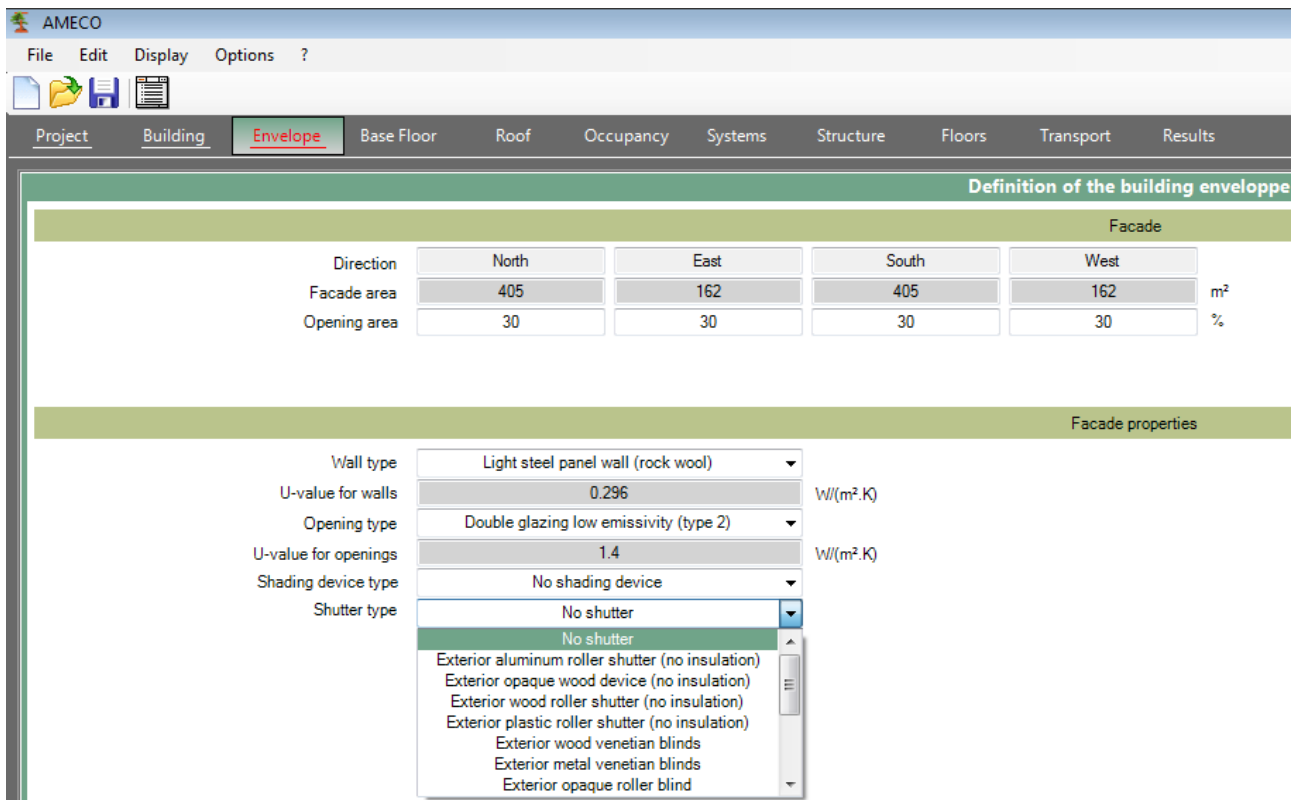 AMECO
File Edit Display Options ?
Project Building Envelope Base Floor Roof Occupancy Systems Structure Floors Transport Results
Definition of the building enveloppe
Facade
Direction North East South West
Facade area 405 162 405 162 m²
Opening area 30 30 30 30 %
Facade properties
Wall type Light steel panel wall (rock wool)
U-value for walls 0.296 W/(m².K)
Opening type Double glazing low emissivity (type 2)
U-value for openings 1.4 W/(m².K)
Shading device type No shading device
Shutter type No shutter
No shutter
Exterior aluminum roller shutter (no insulation)
Exterior opaque wood device (no insulation)
Exterior wood roller shutter (no insulation)
Exterior plastic roller shutter (no insulation)
Exterior wood venetian blinds
Exterior metal venetian blinds
Exterior opaque roller blind